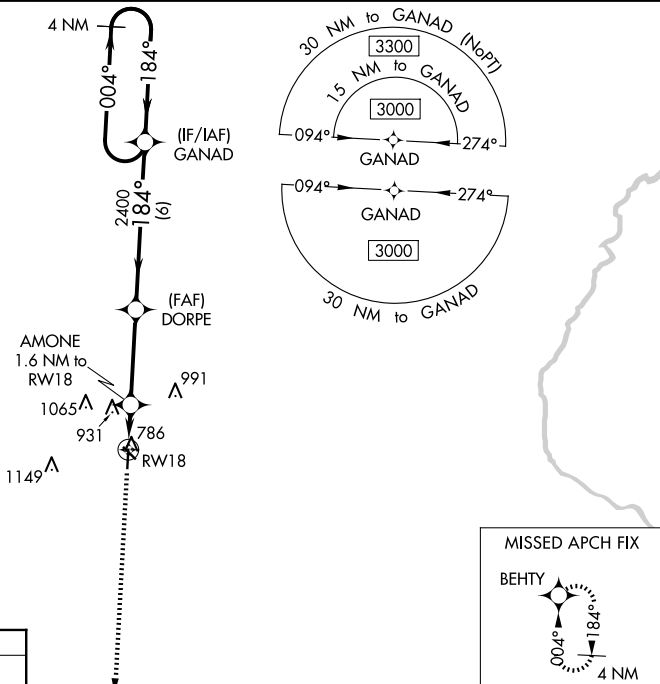 4 NM
004°
184°
(IF/IAF)
GANAD
2400
184°
(6)
(FAF)
DORPE
AMONE
1.6 NM to
RW18
991
1065
931
786
RW18
1149
30 NM to GANAD (NoPT)
3300
15 NM to GANAD
3000
094°
274°
GANAD
094°
274°
GANAD
3000
30 NM to GANAD
MISSED APCH FIX
BEHTY
004°
184°
4 NM